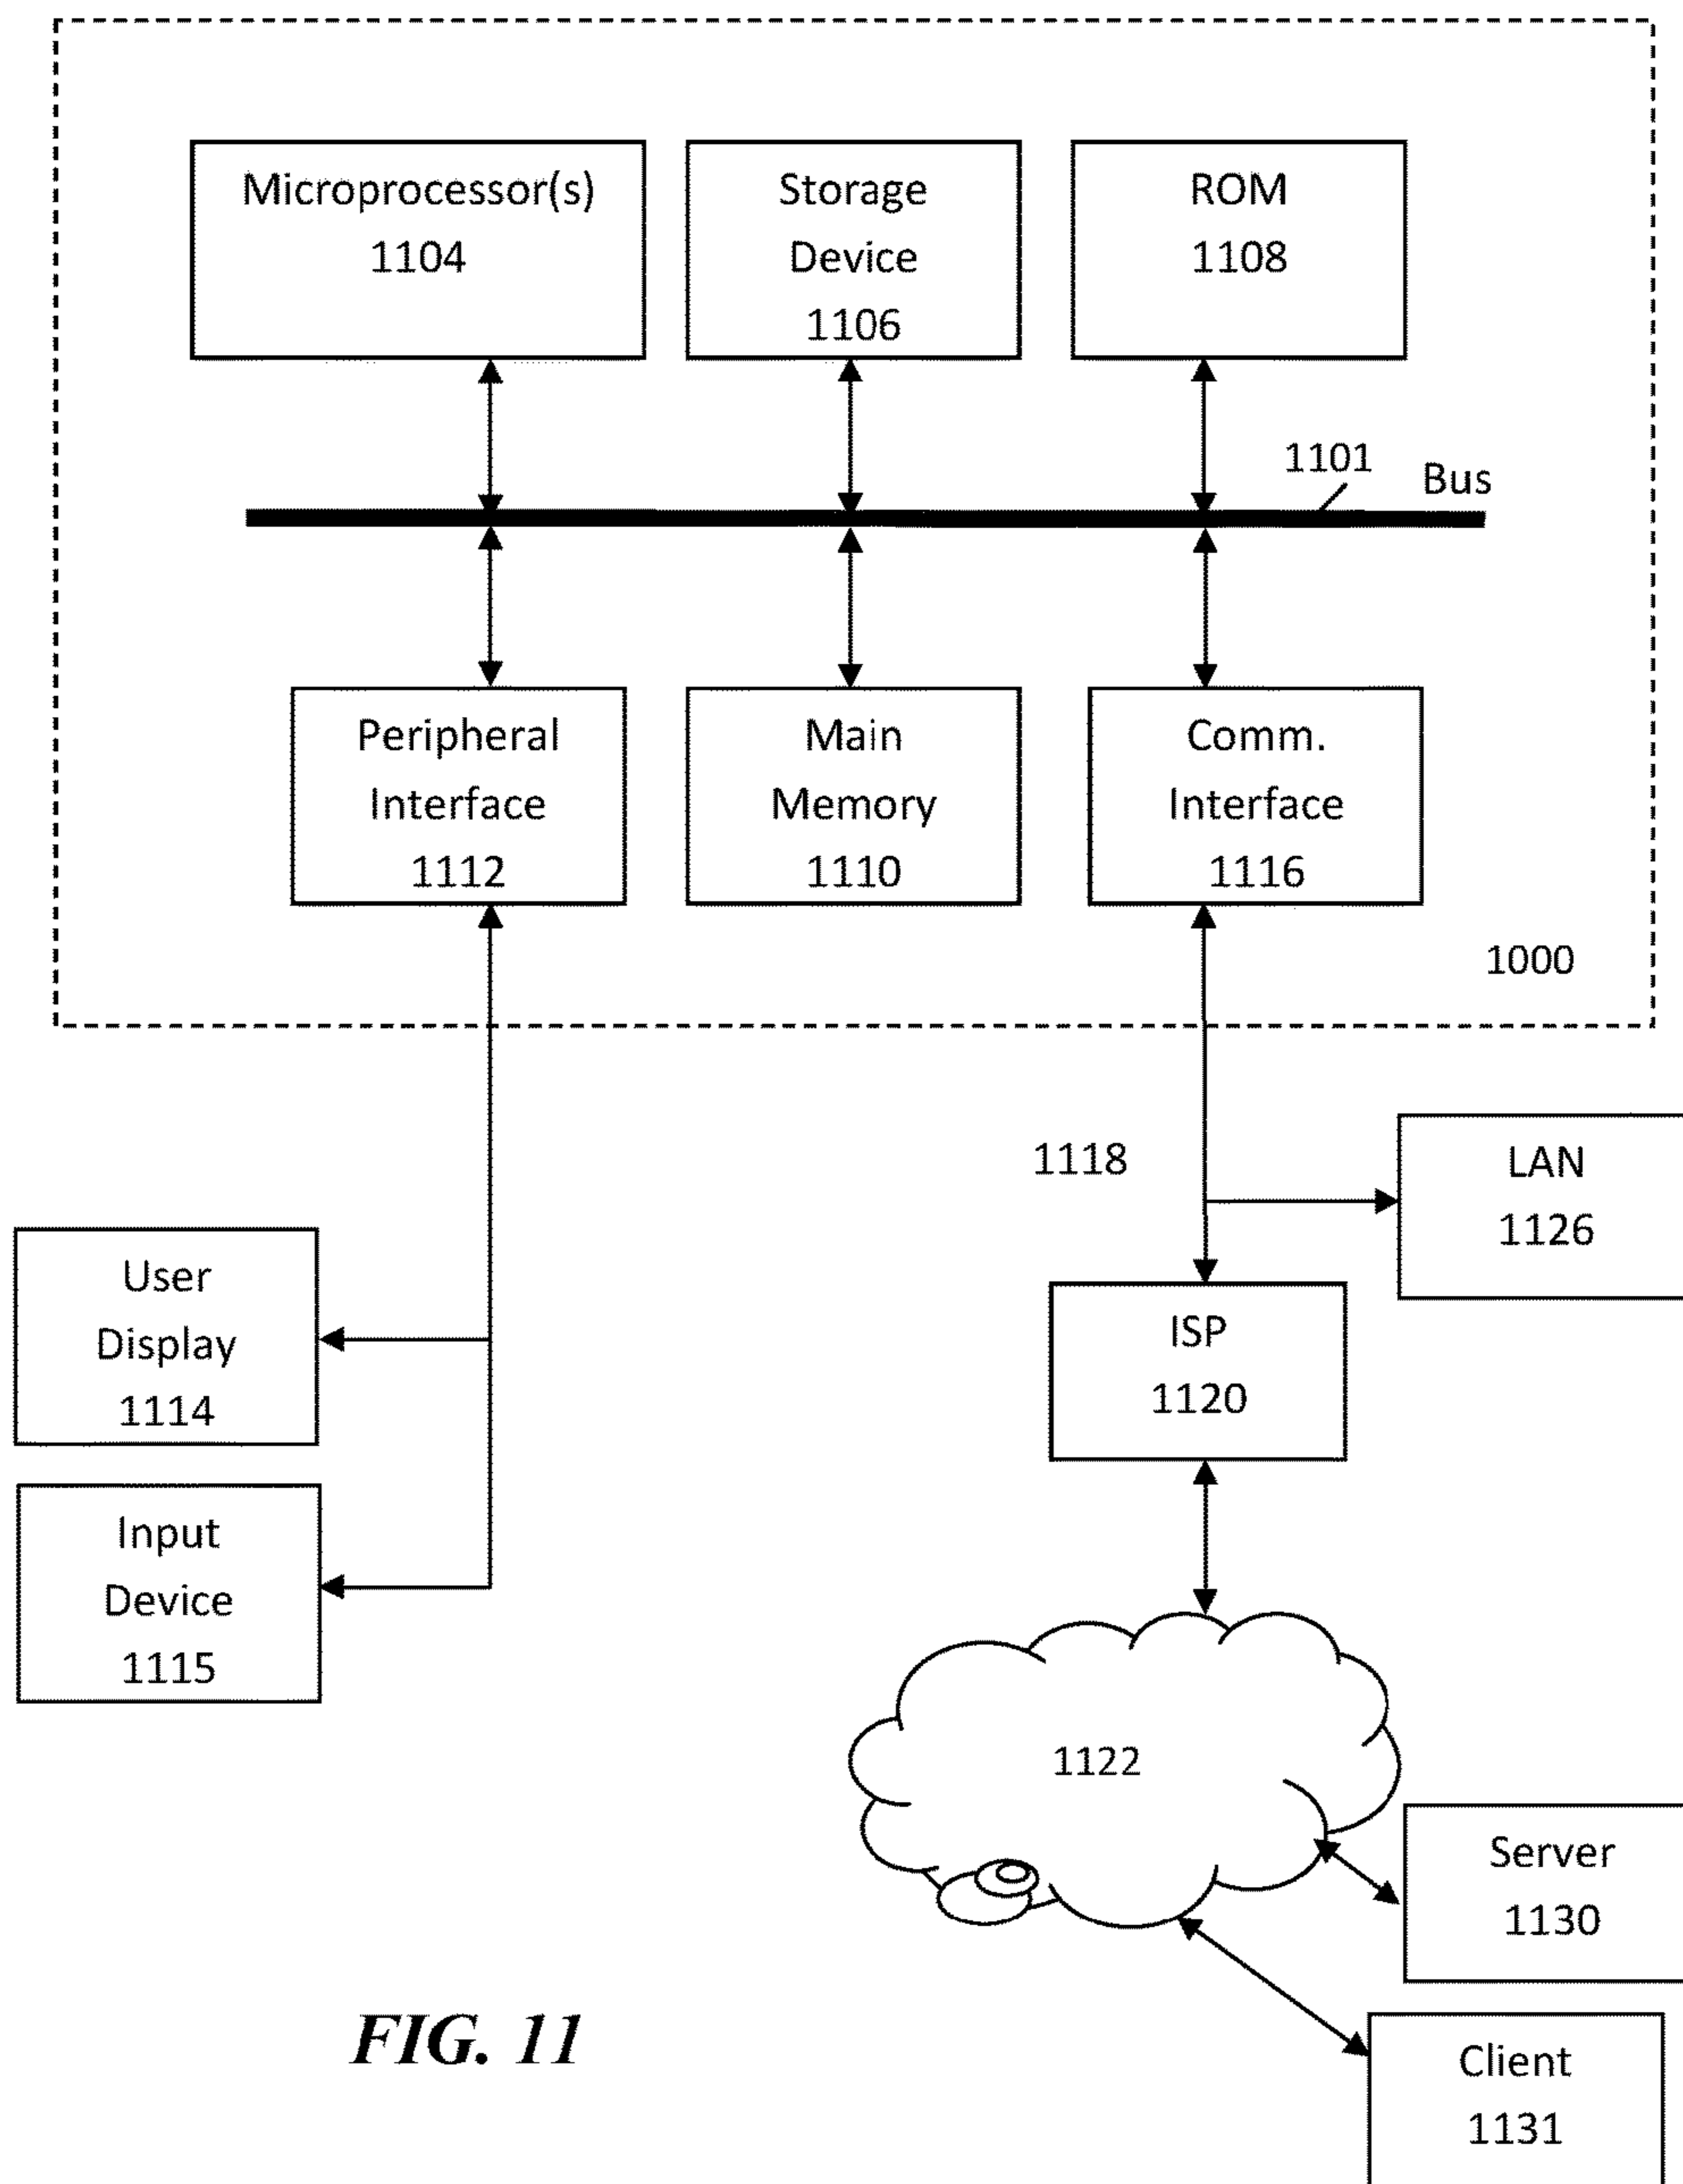 Microprocessor(s)
1104
Storage
Device
1106
ROM
1108
1101
Bus
Peripheral
Interface
1112
Main
Memory
1110
Comm.
Interface
1116
1000
1118
LAN
1126
User
Display
1114
ISP
1120
Input
Device
1115
1122
Server
1130
Client
1131
FIG. 11